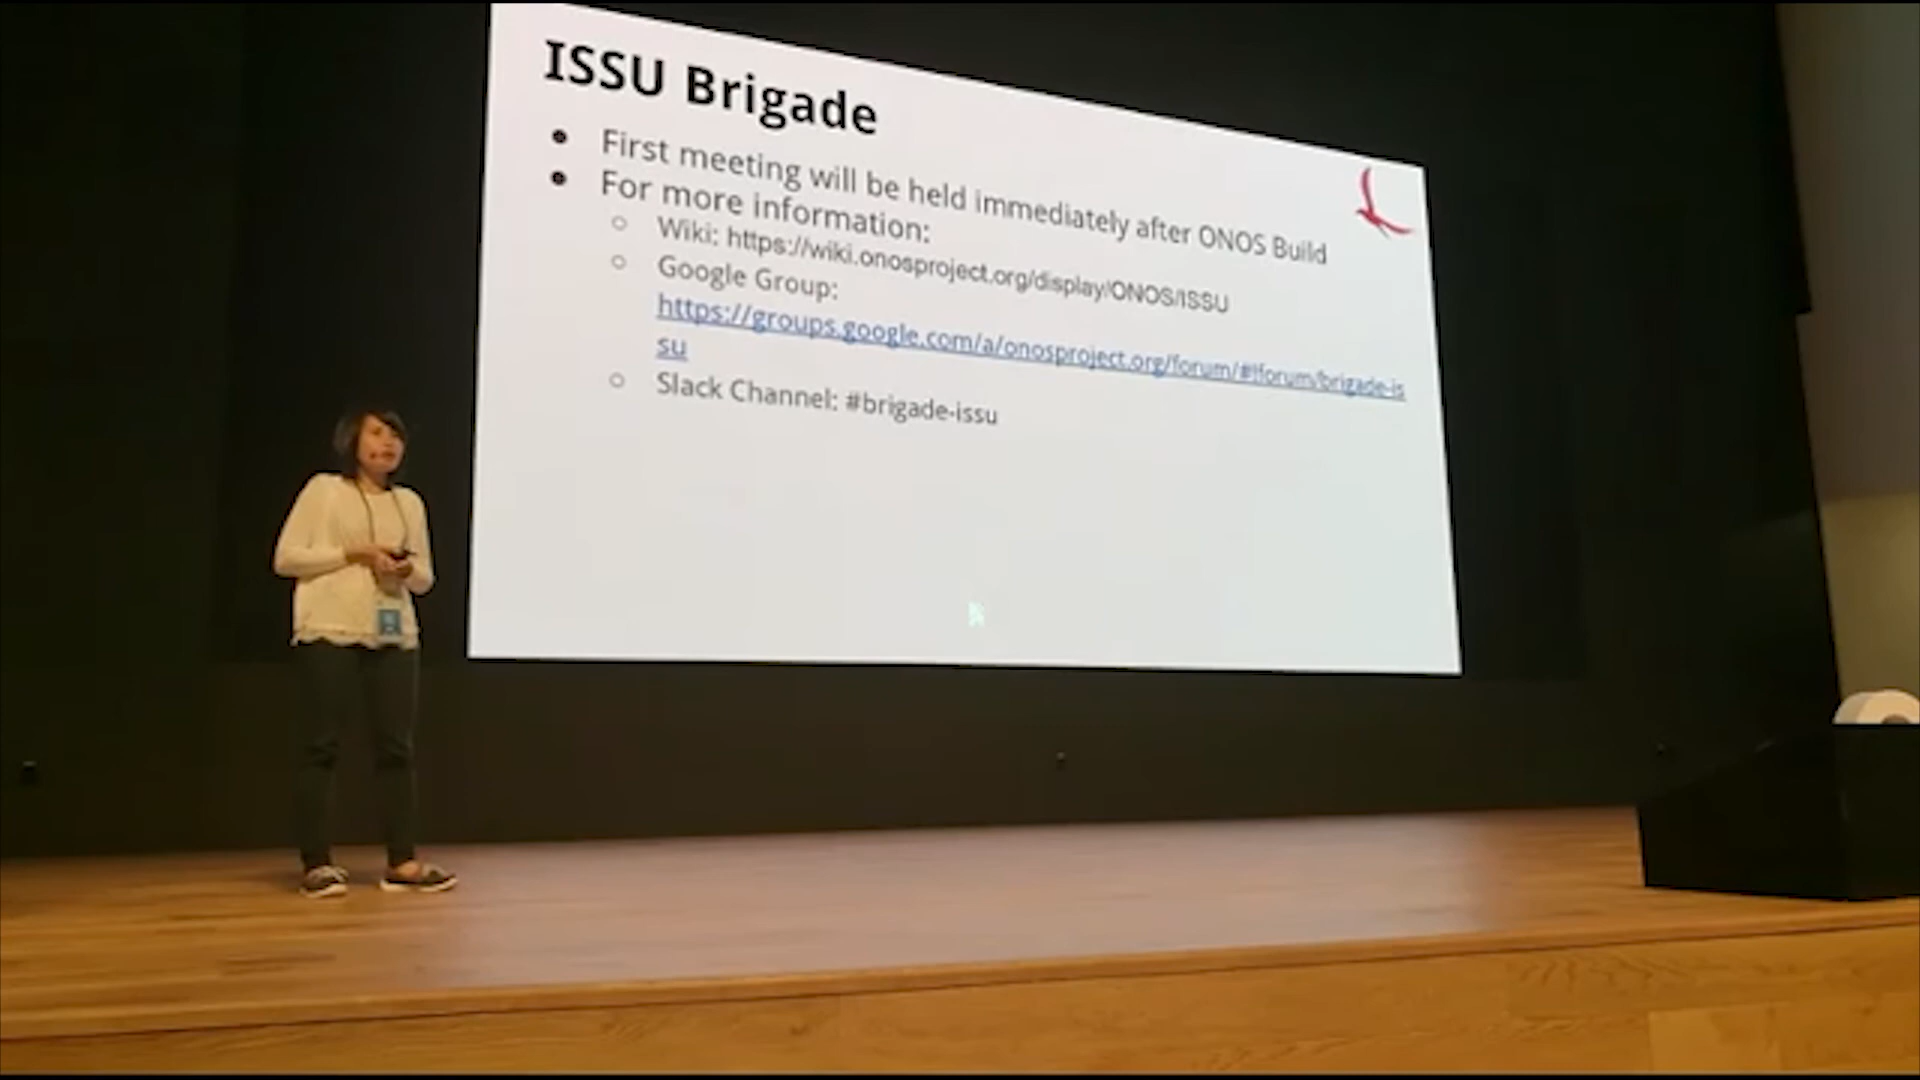 ISSU Brigade
First meeting will be held immediately after ONOS Build
For more information:
Wiki: https://wiki.onosproject.org/display/ONOS/ISSU
Google Group:
https://groups.google.com/a/onosproject.org/forum/#!forum/brigade-is
su
Slack Channel: #brigade-issu